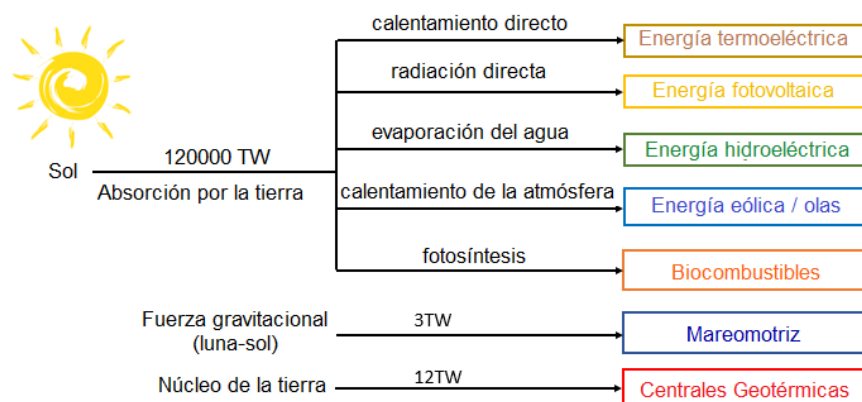 calentamiento directo
Energía termoeléctrica
radiación directa
Energía fotovoltaica
evaporación del agua
Energía hidroeléctrica
Sol
120000 TW
Absorción por la tierra
calentamiento de la atmósfera
Energía eólica / olas
fotosíntesis
Biocombustibles
Fuerza gravitacional
(luna-sol)
3TW
Mareomotriz
Núcleo de la tierra
12TW
Centrales Geotérmicas